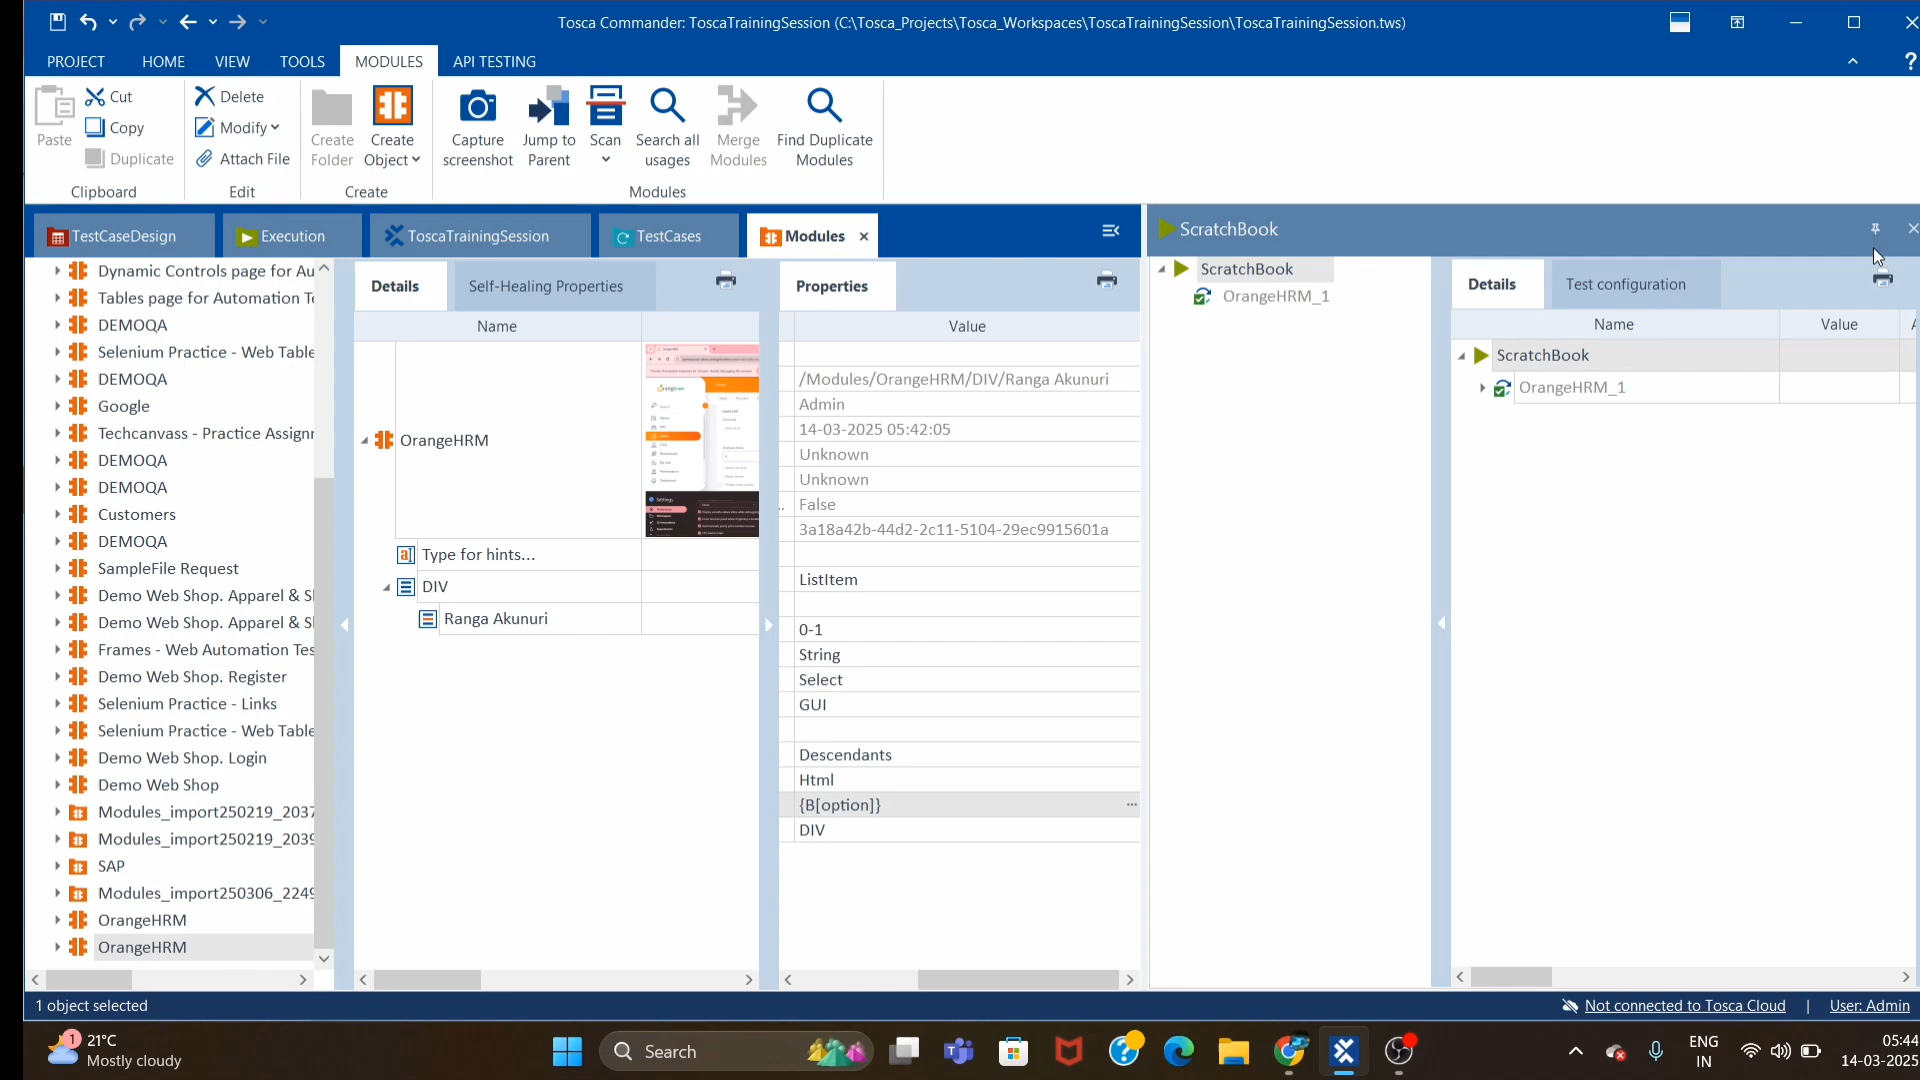 Tosca Commander: ToscaTrainingSession (C:\Tosca_Projects\Tosca_Workspaces\ToscaTrainingSession\ToscaTrainingSession.tws)
PROJECT HOME VIEW TOOLS MODULES API TESTING
Paste
Cut
Copy
Duplicate
Clipboard
Delete
Modify
Attach File
Edit
Create Folder
Create Object
Create
Capture screenshot
Jump to Parent
Scan
Search all usages
Merge Modules
Find Duplicate Modules
Modules
TestCaseDesign Execution ToscaTrainingSession TestCases Modules
Dynamic Controls page for Au
Tables page for Automation Te
DEMOQA
Selenium Practice - Web Table
DEMOQA
Google
Techcanvass - Practice Assignm
DEMOQA
DEMOQA
Customers
DEMOQA
SampleFile Request
Demo Web Shop. Apparel & Sh
Demo Web Shop. Apparel & Sh
Frames - Web Automation Tes
Demo Web Shop. Register
Selenium Practice - Links
Selenium Practice - Web Table
Demo Web Shop. Login
Demo Web Shop
Modules_import250219_2037
Modules_import250219_2039
SAP
Modules_import250306_2249
OrangeHRM
OrangeHRM
Details Self-Healing Properties
Name
OrangeHRM
Type for hints...
DIV
Ranga Akunuri
Properties
Value
/Modules/OrangeHRM/DIV/Ranga Akunuri
Admin
14-03-2025 05:42:05
Unknown
Unknown
False
3a18a42b-44d2-2c11-5104-29ec9915601a
ListItem
0-1
String
Select
GUI
Descendants
Html
{B[option]}
DIV
ScratchBook
ScratchBook
OrangeHRM_1
Details Test configuration
Name Value
ScratchBook
OrangeHRM_1
1 object selected
Not connected to Tosca Cloud | User: Admin
1
21°C
Mostly cloudy
Search
ENG
IN
05:44
14-03-2025